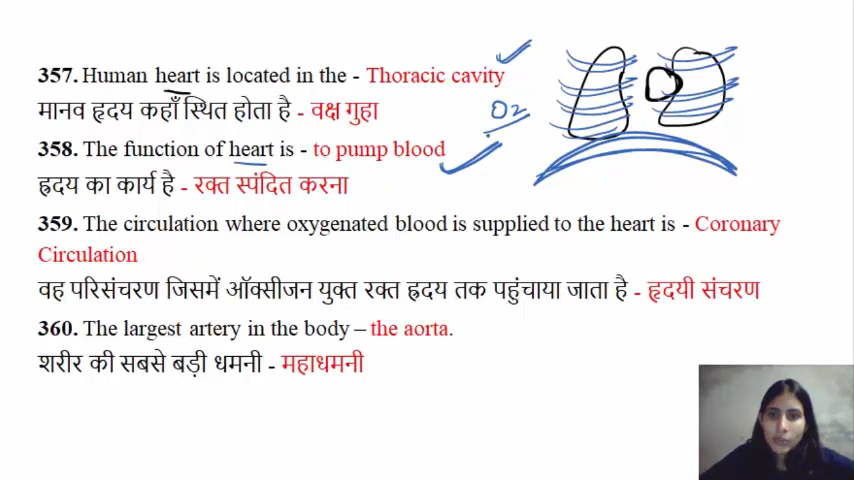 357. Human heart is located in the - Thoracic cavity
मानव हृदय कहाँ स्थित होता है - वक्ष गुहा
O2
358. The function of heart is - to pump blood
ह्रदय का कार्य है - रक्त स्पंदित करना
359. The circulation where oxygenated blood is supplied to the heart is - Coronary
Circulation
वह परिसंचरण जिसमें ऑक्सीजन युक्त रक्त ह्रदय तक पहुंचाया जाता है - हृदयी संचरण
360. The largest artery in the body – the aorta.
शरीर की सबसे बड़ी धमनी - महाधमनी